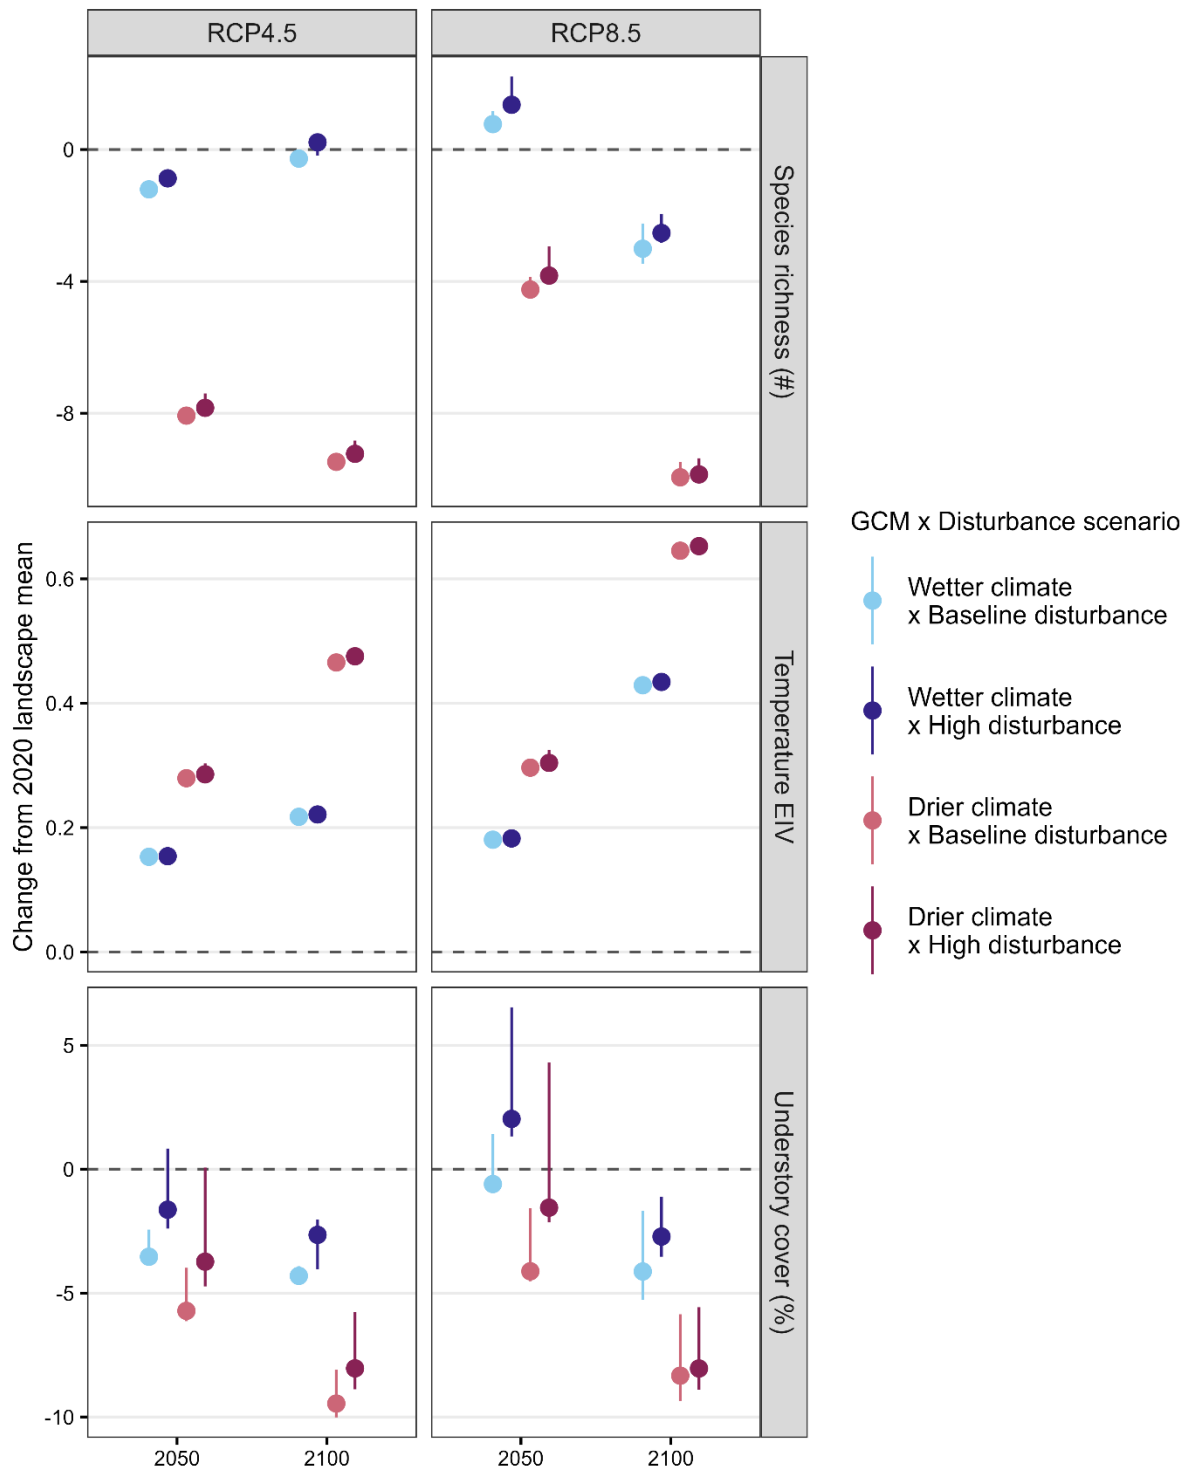 RCP4.5
RCP8.5
Change from 2020 landscape mean
0
-4
-8
Species richness (#)
0.6
0.4
0.2
0.0
Temperature EIV
5
0
-5
-10
Understory cover (%)
2050
2100
2050
2100
GCM x Disturbance scenario
Wetter climate
x Baseline disturbance
Wetter climate
x High disturbance
Drier climate
x Baseline disturbance
Drier climate
x High disturbance